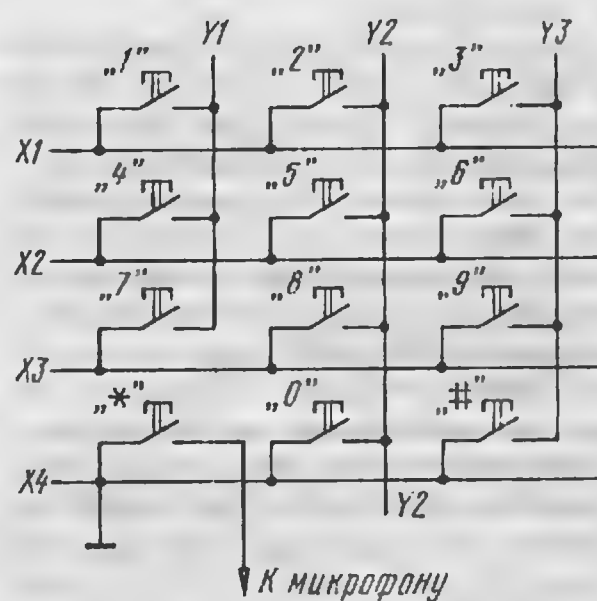 Y1 Y2 Y3
„1” „2” „3”
X1
„4” „5” „6”
X2
„7” „8” „9”
X3
„*” „0” „#”
X4
Y2
К микрофону